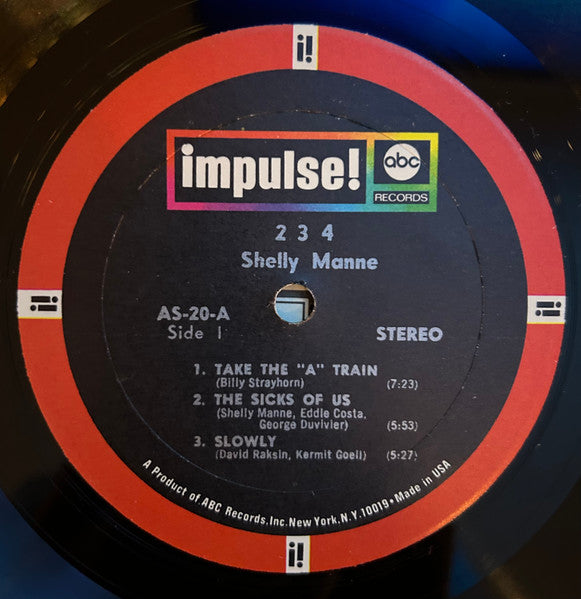 i!
impulse!
abc
RECORDS
2 3 4
Shelly Manne
AS-20-A
Side 1
STEREO
1. TAKE THE "A" TRAIN
(Billy Strayhorn) (7:23)
2. THE SICKS OF US
(Shelly Manne, Eddie Costa,
George Duvivier) (5:53)
3. SLOWLY
(David Raksin, Kermit Goell) (5:27)
i!
i!
A Product of ABC Records, Inc. New York, N.Y. 10019 • Made in USA
i!